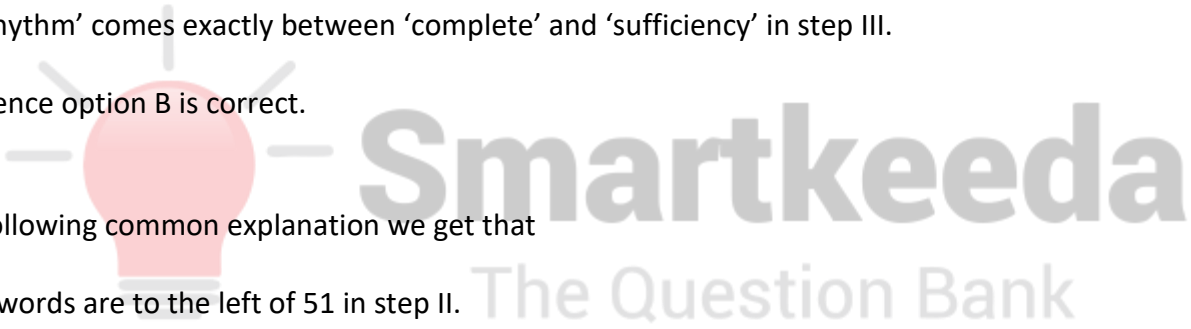 hythm’ comes exactly between ‘complete’ and ‘sufficiency’ in step III.
ence option B is correct.
Smartkeeda
ollowing common explanation we get that
The Question Bank
words are to the left of 51 in step II.